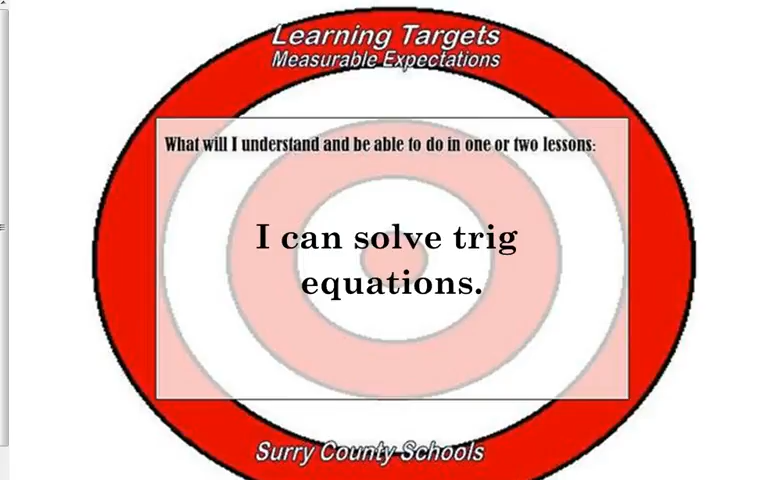 Learning Targets
Measurable Expectations
What will I understand and be able to do in one or two lessons:
I can solve trig
equations.
Surry County Schools